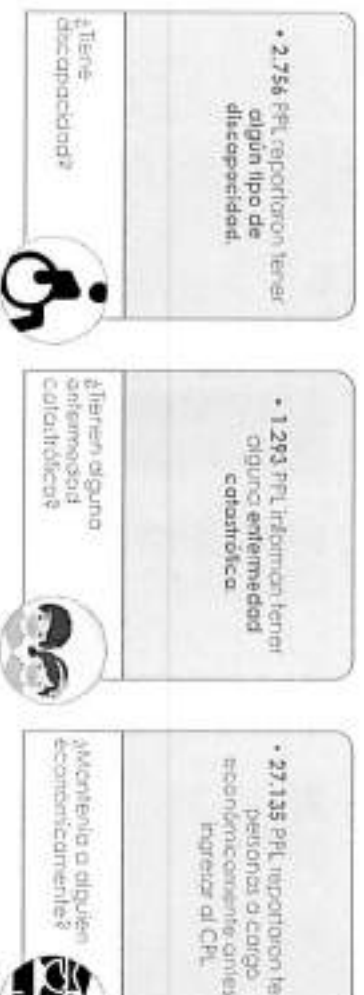 • 2.756 PPL reportaron tener
algún tipo de
discapacidad.
¿Tiene
discapacidad?
• 1.293 PPL informan tener
alguna enfermedad
catastrófica.
¿Tienen alguna
enfermedad
catastrófica?
• 27.135 PPL reportaron te
personas a cargo
económicamente antes
ingresar al CPL
¿Mantenía a alguien
económicamente?